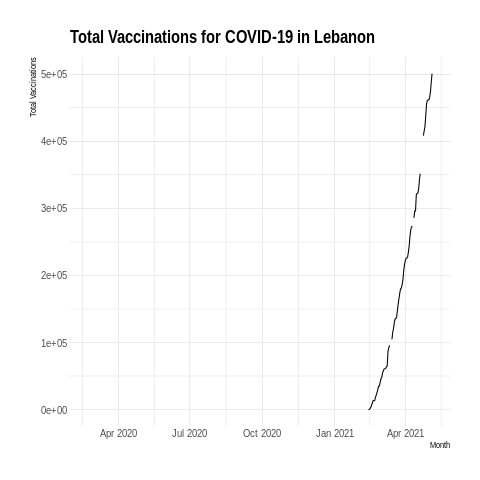 Total Vaccinations for COVID-19 in Lebanon
Total Vaccinations
5e+05
4e+05
3e+05
2e+05
1e+05
0e+00
Apr 2020 Jul 2020 Oct 2020 Jan 2021 Apr 2021
Month